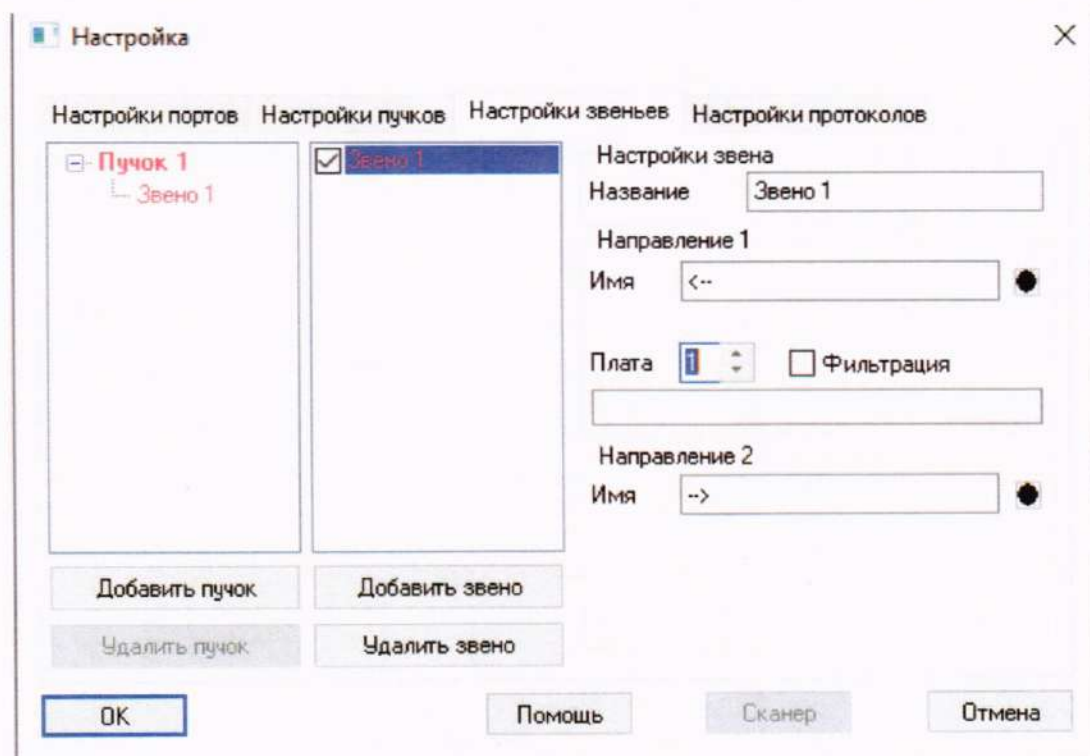 Настройка
Настройки портов Настройки пучков Настройки звеньев Настройки протоколов
Пучок 1
Звено 1
Звено 1
Настройки звена
Название Звено 1
Направление 1
Имя <--
Плата 1 Фильтрация
Направление 2
Имя -->
Добавить пучок Добавить звено
Удалить пучок Удалить звено
OK Помощь Сканер Отмена